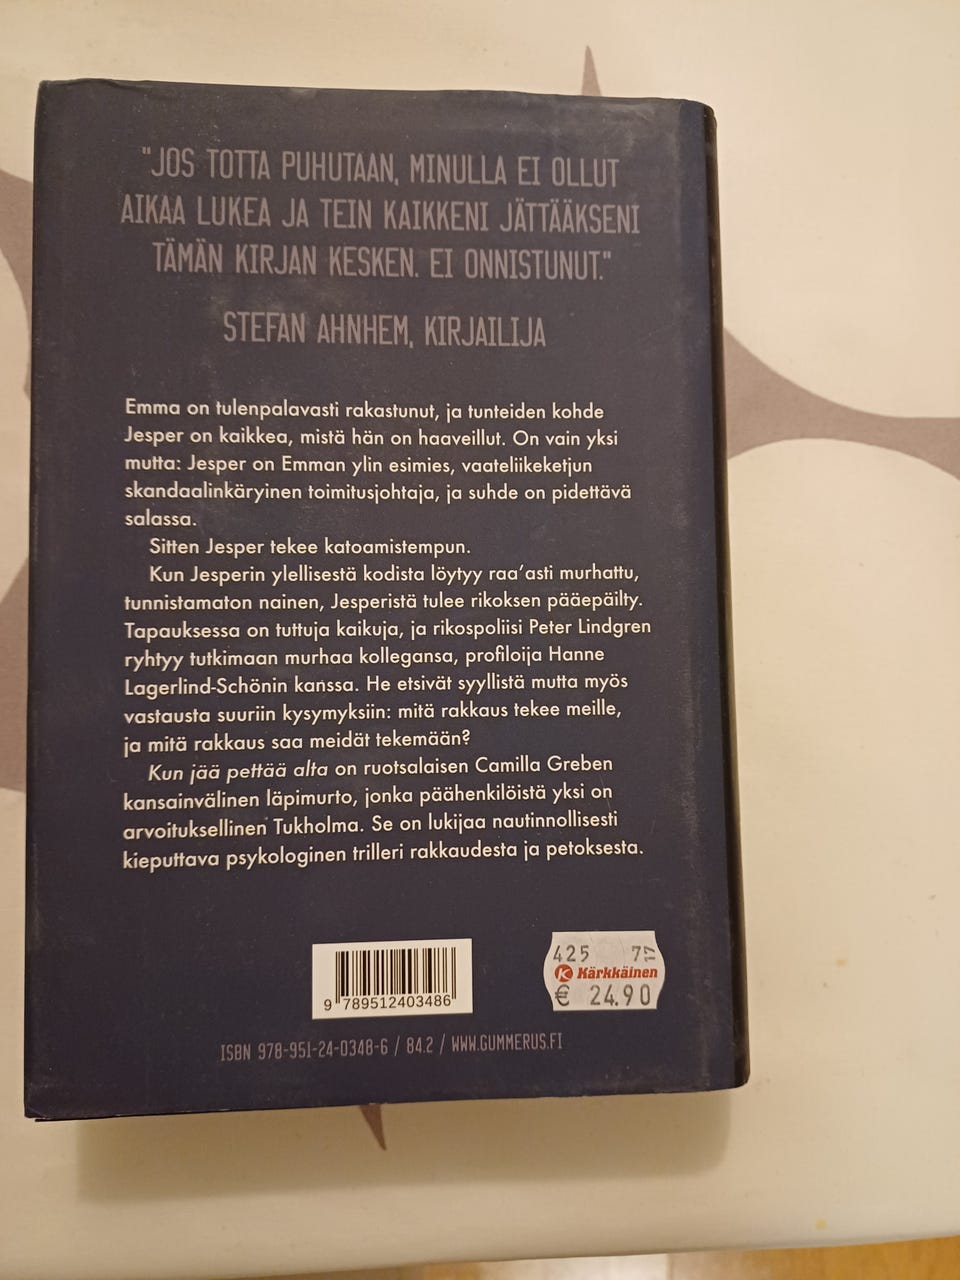 "JOS TOTTA PUHUTAAN, MINULLA EI OLLUT
AIKAA LUKEA JA TEIN KAIKKENI JÄTTÄÄKSENI
TÄMÄN KIRJAN KESKEN. EI ONNISTUNUT."
STEFAN AHNHEM, KIRJAILIJA
Emma on tulenpalavasti rakastunut, ja tunteiden kohde
Jesper on kaikkea, mistä hän on haaveillut. On vain yksi
mutta: Jesper on Emman ylin esimies, vaateliikeketjun
skandaalinkäryinen toimitusjohtaja, ja suhde on pidettävä
salassa.
Sitten Jesper tekee katoamistempun.
Kun Jesperin ylellisestä kodista löytyy raa'asti murhattu,
tunnistamaton nainen, Jesperistä tulee rikoksen pääepäilty.
Tapauksessa on tuttuja kaikuja, ja rikospoliisi Peter Lindgren
ryhtyy tutkimaan murhaa kollegansa, profiloija Hanne
Lagerlind-Schönin kanssa. He etsivät syyllistä mutta myös
vastausta suuriin kysymyksiin: mitä rakkaus tekee meille,
ja mitä rakkaus saa meidät tekemään?
Kun jää pettää alta on ruotsalaisen Camilla Greben
kansainvälinen läpimurto, jonka päähenkilöistä yksi on
arvoituksellinen Tukholma. Se on lukijaa nautinnollisesti
kieputtava psykologinen trilleri rakkaudesta ja petoksesta.
9 789512403486
425 7 17
K Kärkkäinen
€ 24.90
ISBN 978-951-24-0348-6 / 84.2 / WWW.GUMMERUS.FI